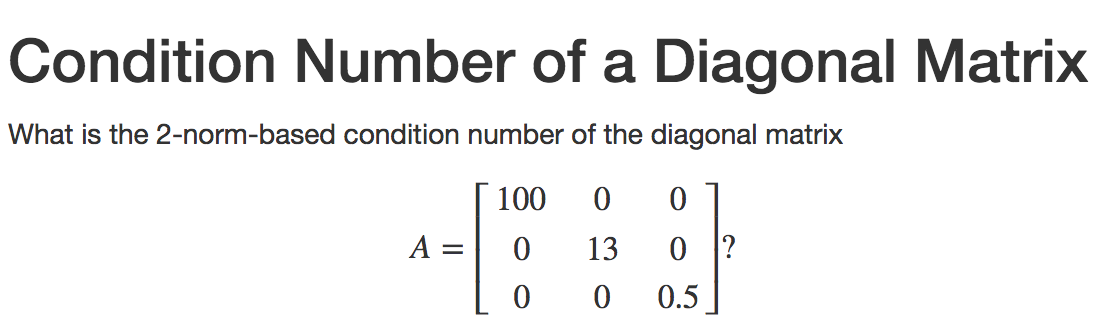 Condition Number of a Diagonal Matrix
What is the 2-norm-based condition number of the diagonal matrix
100 0 0
A = 0 13 0 ?
0 0 0.5